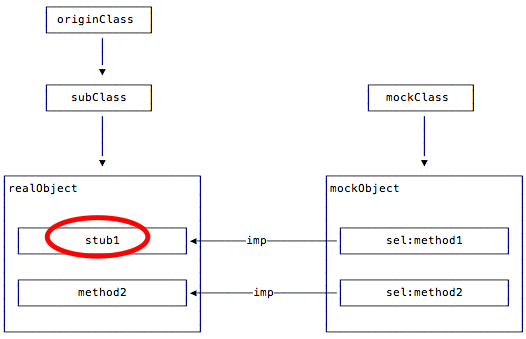 originClass
subClass
mockClass
realObject
mockObject
stub1
imp
sel:method1
method2
imp
sel:method2